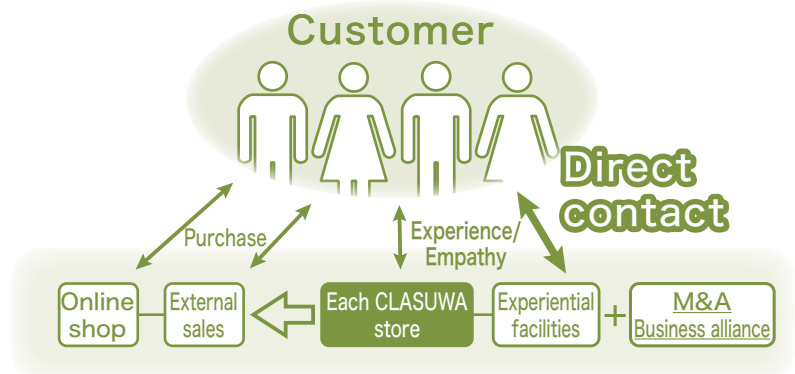 Customer
Direct
contact
Purchase
Experience/
Empathy
Online
shop
External
sales
Each CLASUWA
store
Experiential
facilities
+
M&A
Business alliance